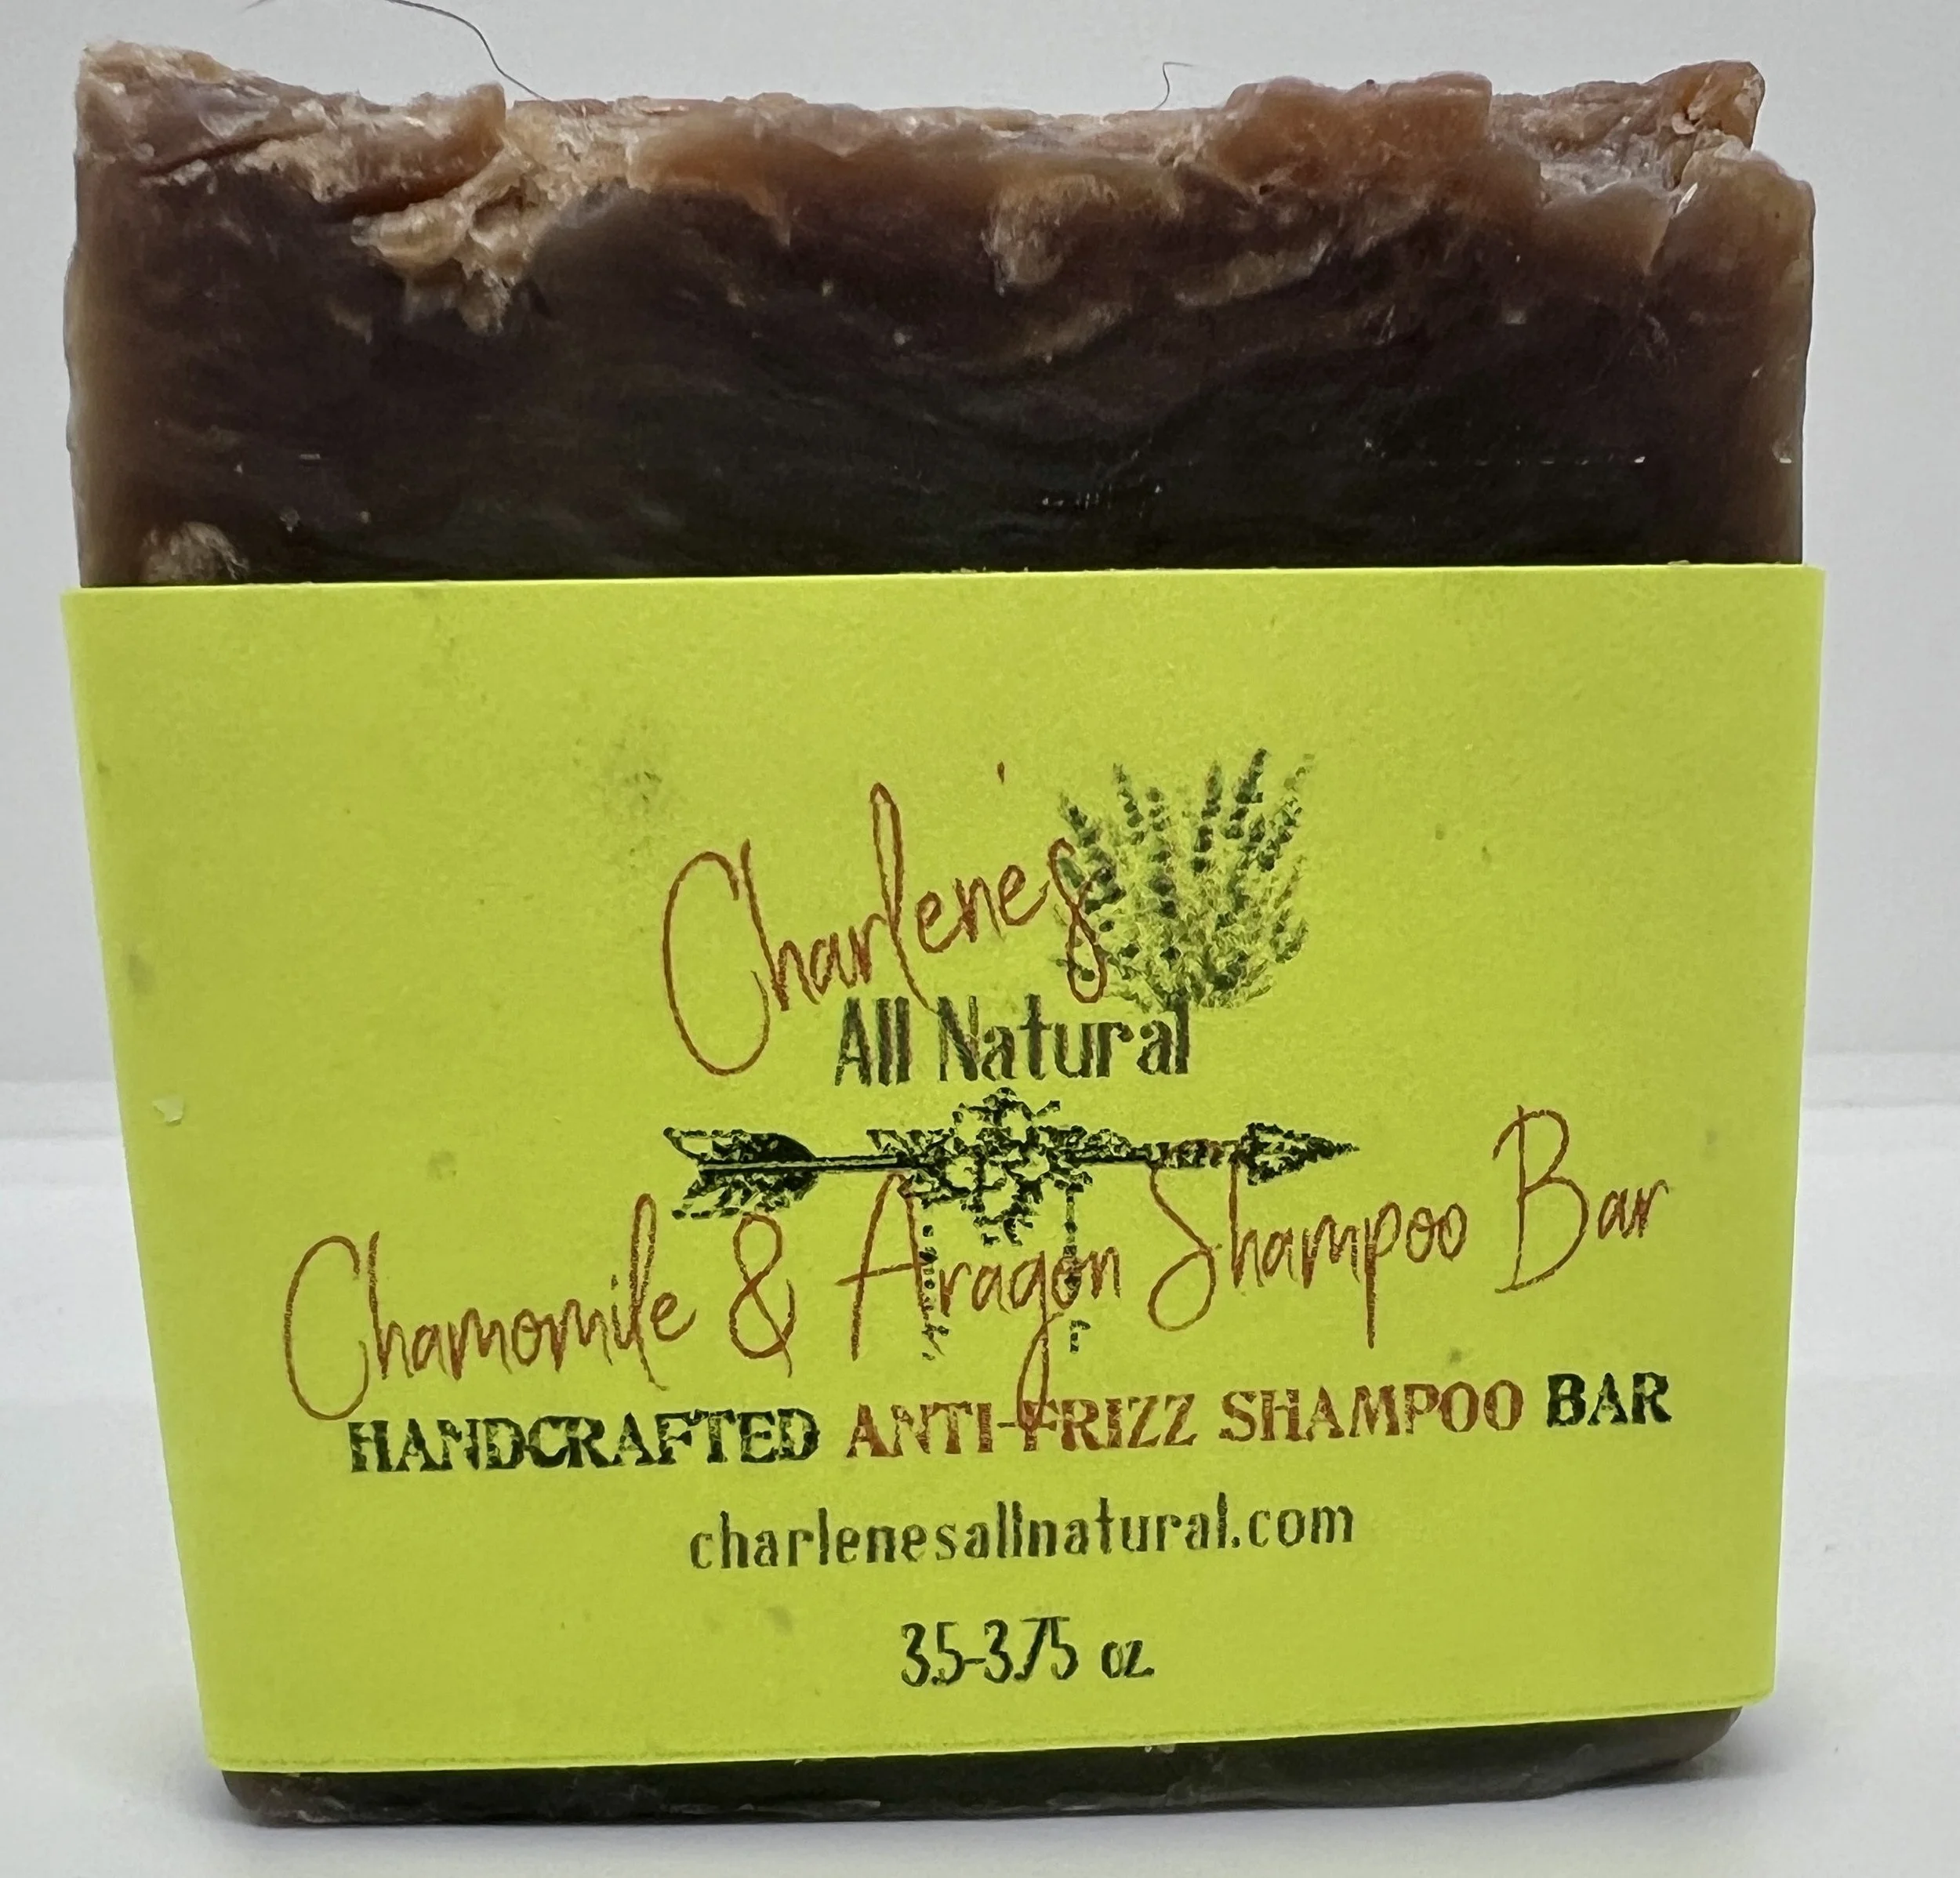 Charlene's
All Natural
Chamomile & Aragon Shampoo Bar
HANDCRAFTED ANTI-FRIZZ SHAMPOO BAR
charlenesallnatural.com
3.5-3.75 oz.